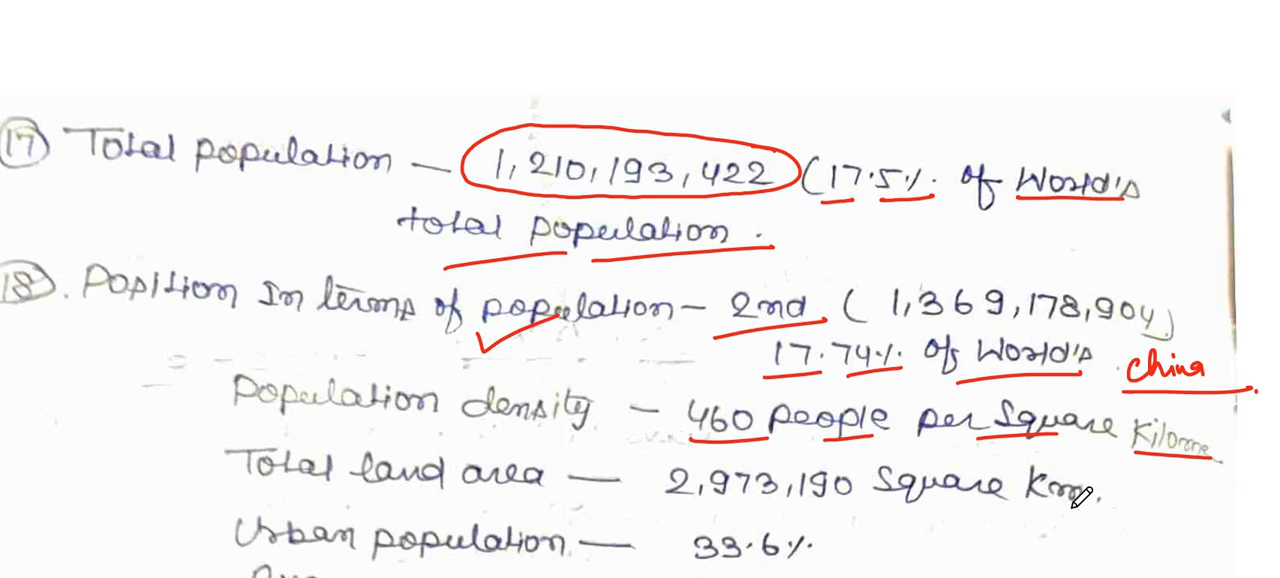 (17) Total population — 1,210,193,422 (17.5% of World's
total population.
(18). Position In terms of population - 2nd. (1,369,178,904)
17.74% of World's china
Population density - 460 people per Square Kilome
Total land area — 2,973,190 Square Km.
Urban population — 33.6%